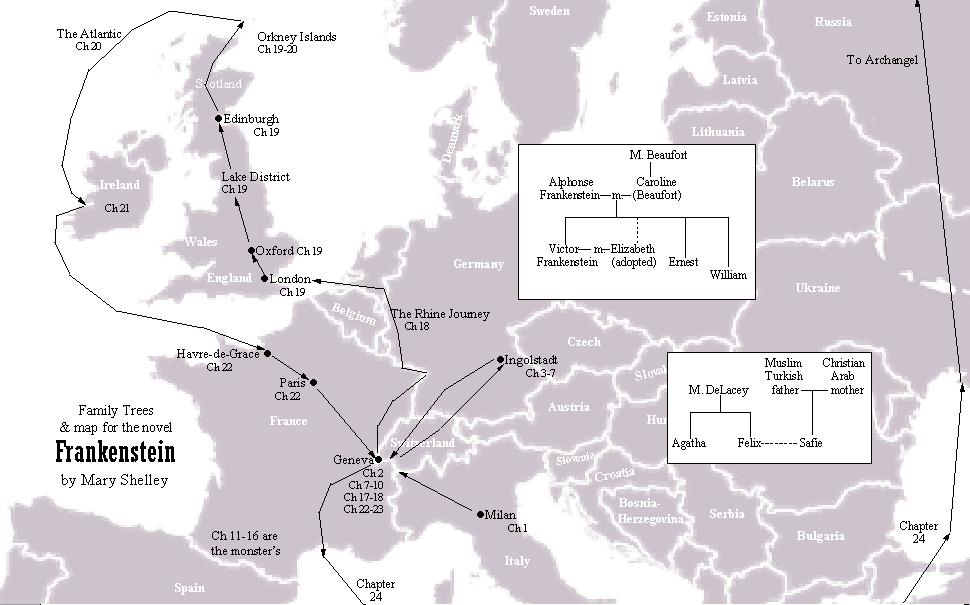 Sweden
Estonia
Russia
The Atlantic
Ch 20
Orkney Islands
Ch 19-20
To Archangel
Latvia
Scotland
Edinburgh
Ch 19
Denmark
Lithuania
M. Beaufort
Alphonse
Frankenstein
m
Caroline
(Beaufort)
Victor
Frankenstein
m
Elizabeth
(adopted)
Ernest
William
Ireland
Ch 21
Lake District
Ch 19
Belarus
Wales
Oxford Ch 19
England
London
Ch 19
Germany
Ukraine
Belgium
The Rhine Journey
Ch 18
Czech
Havre-de-Grace
Ch 22
Paris
Ch 22
Ingolstadt
Ch 3-7
Slovak
Muslim
Turkish
father
Christian
Arab
mother
M. DeLacey
Agatha
Felix
Safie
Family Trees
& map for the novel
Frankenstein
by Mary Shelley
France
Austria
Hu
Switzerland
Geneva
Ch 2
Ch 7-10
Ch 17-18
Ch 22-23
Slovenia
Croatia
Milan
Ch 1
Bosnia-
Herzegovina
Serbia
Bulgaria
Chapter
24
Ch 11-16 are
the monster's
Italy
Spain
Chapter
24